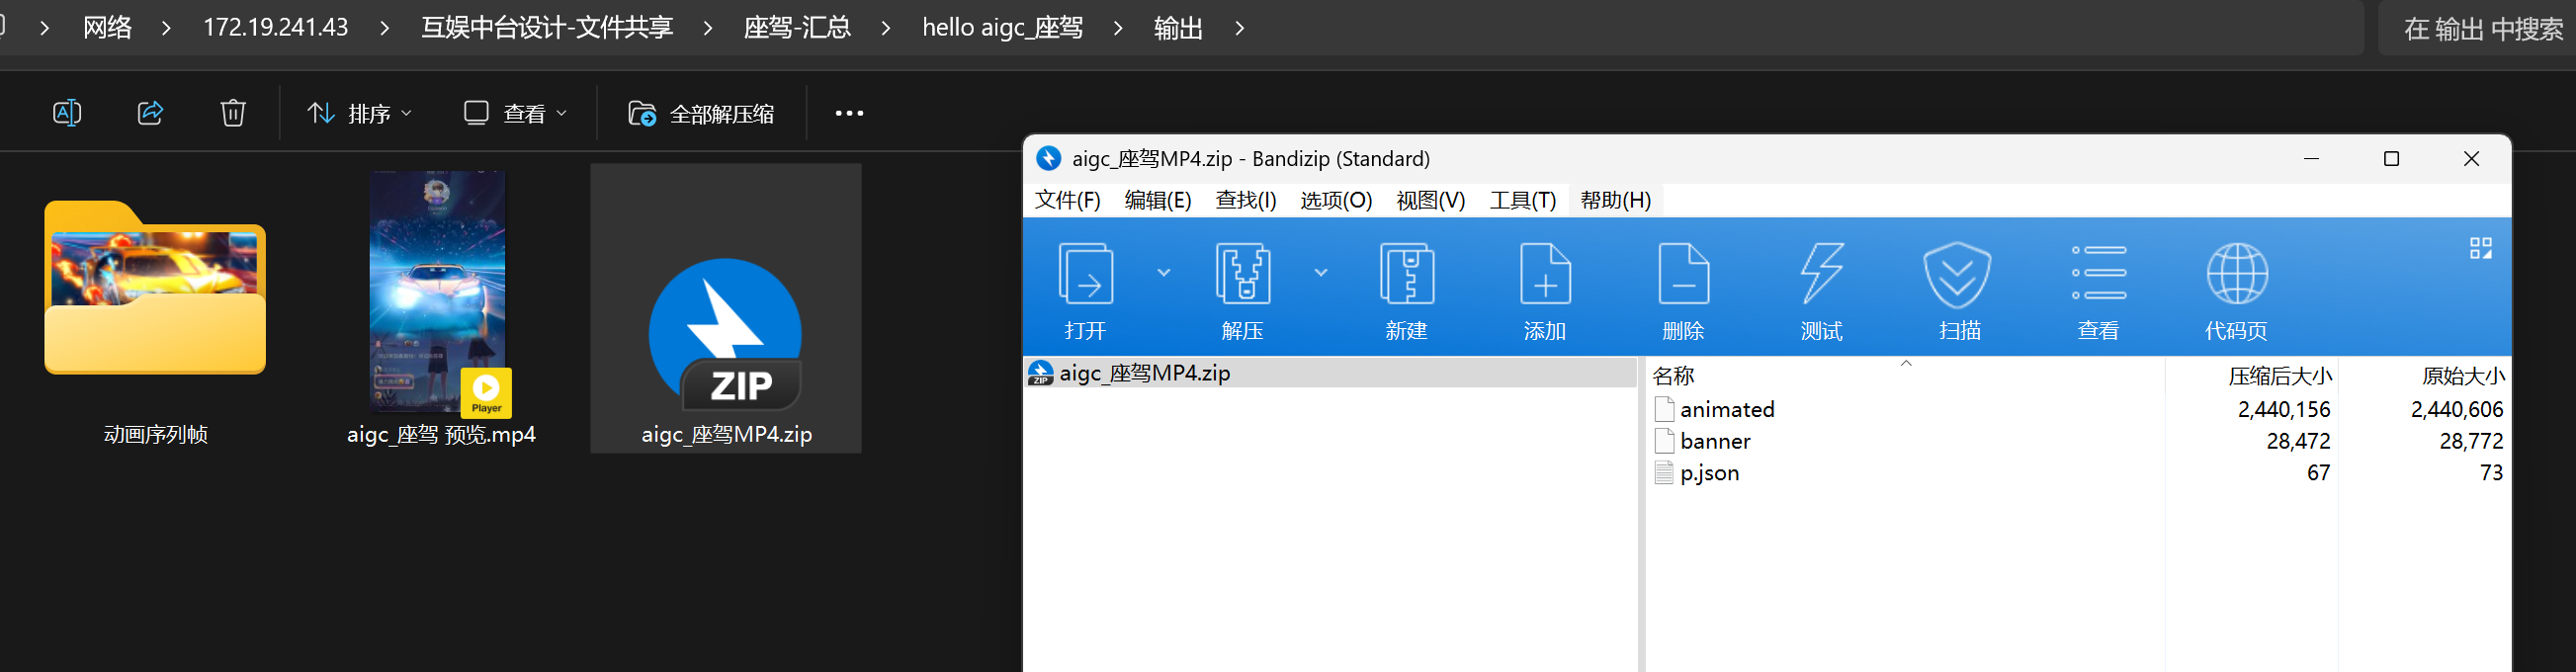 网络 > 172.19.241.43 > 互娱中台设计-文件共享 > 座驾-汇总 > hello aigc_座驾 > 输出 >
在 输出 中搜索
排序 查看 全部解压缩
动画序列帧
Player
aigc_座驾 预览.mp4
ZIP
aigc_座驾MP4.zip
aigc_座驾MP4.zip - Bandizip (Standard)
文件(F) 编辑(E) 查找(I) 选项(O) 视图(V) 工具(T) 帮助(H)
打开 解压 新建 添加 删除 测试 扫描 查看 代码页
ZIP aigc_座驾MP4.zip
名称 压缩后大小 原始大小
animated 2,440,156 2,440,606
banner 28,472 28,772
p.json 67 73